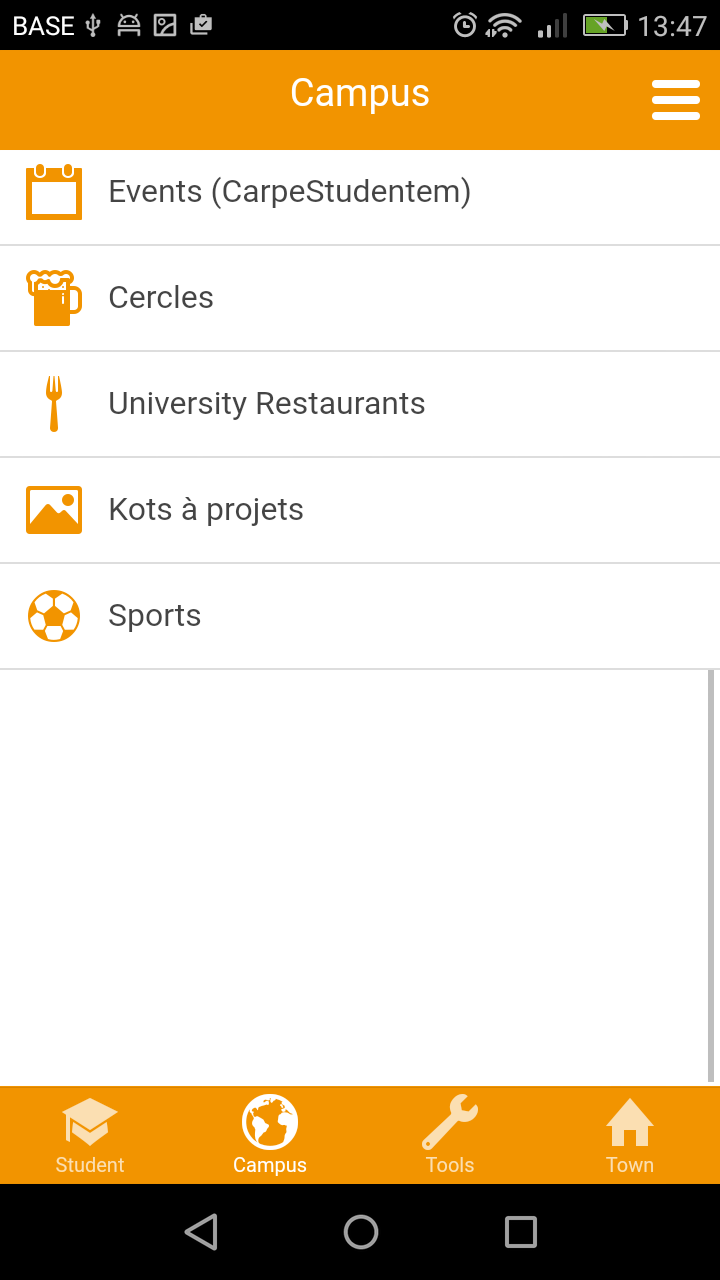 BASE 13:47
Campus
Events (CarpeStudentem)
Cercles
University Restaurants
Kots à projets
Sports
Student Campus Tools Town